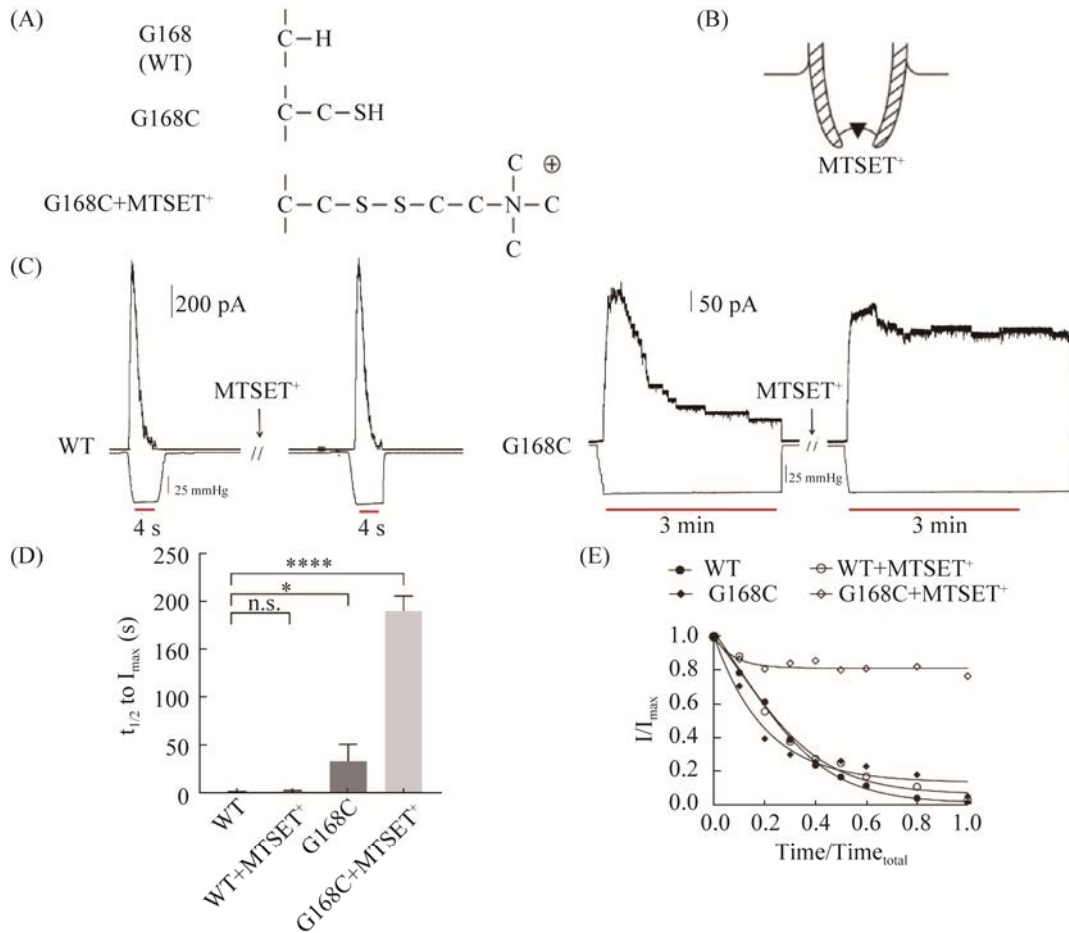 (A)
G168
(WT)
C–H
G168C
C–C–SH
G168C+MTSET⁺
C ⊕
C–C–S–S–C–C–N–C
C
(B)
MTSET⁺
(C)
200 pA
MTSET⁺
WT
//
25 mmHg
4 s
4 s
50 pA
MTSET⁺
G168C
//
25 mmHg
3 min
3 min
(D)
250
200
160
100
50
0
t1/2 to Imax (s)
****
*
n.s.
WT
WT+MTSET⁺
G168C
G168C+MTSET⁺
(E)
WT
WT+MTSET⁺
G168C
G168C+MTSET⁺
1.0
0.8
0.6
0.4
0.2
0.0
I/Imax
0.0 0.2 0.4 0.6 0.8 1.0
Time/Timetotal